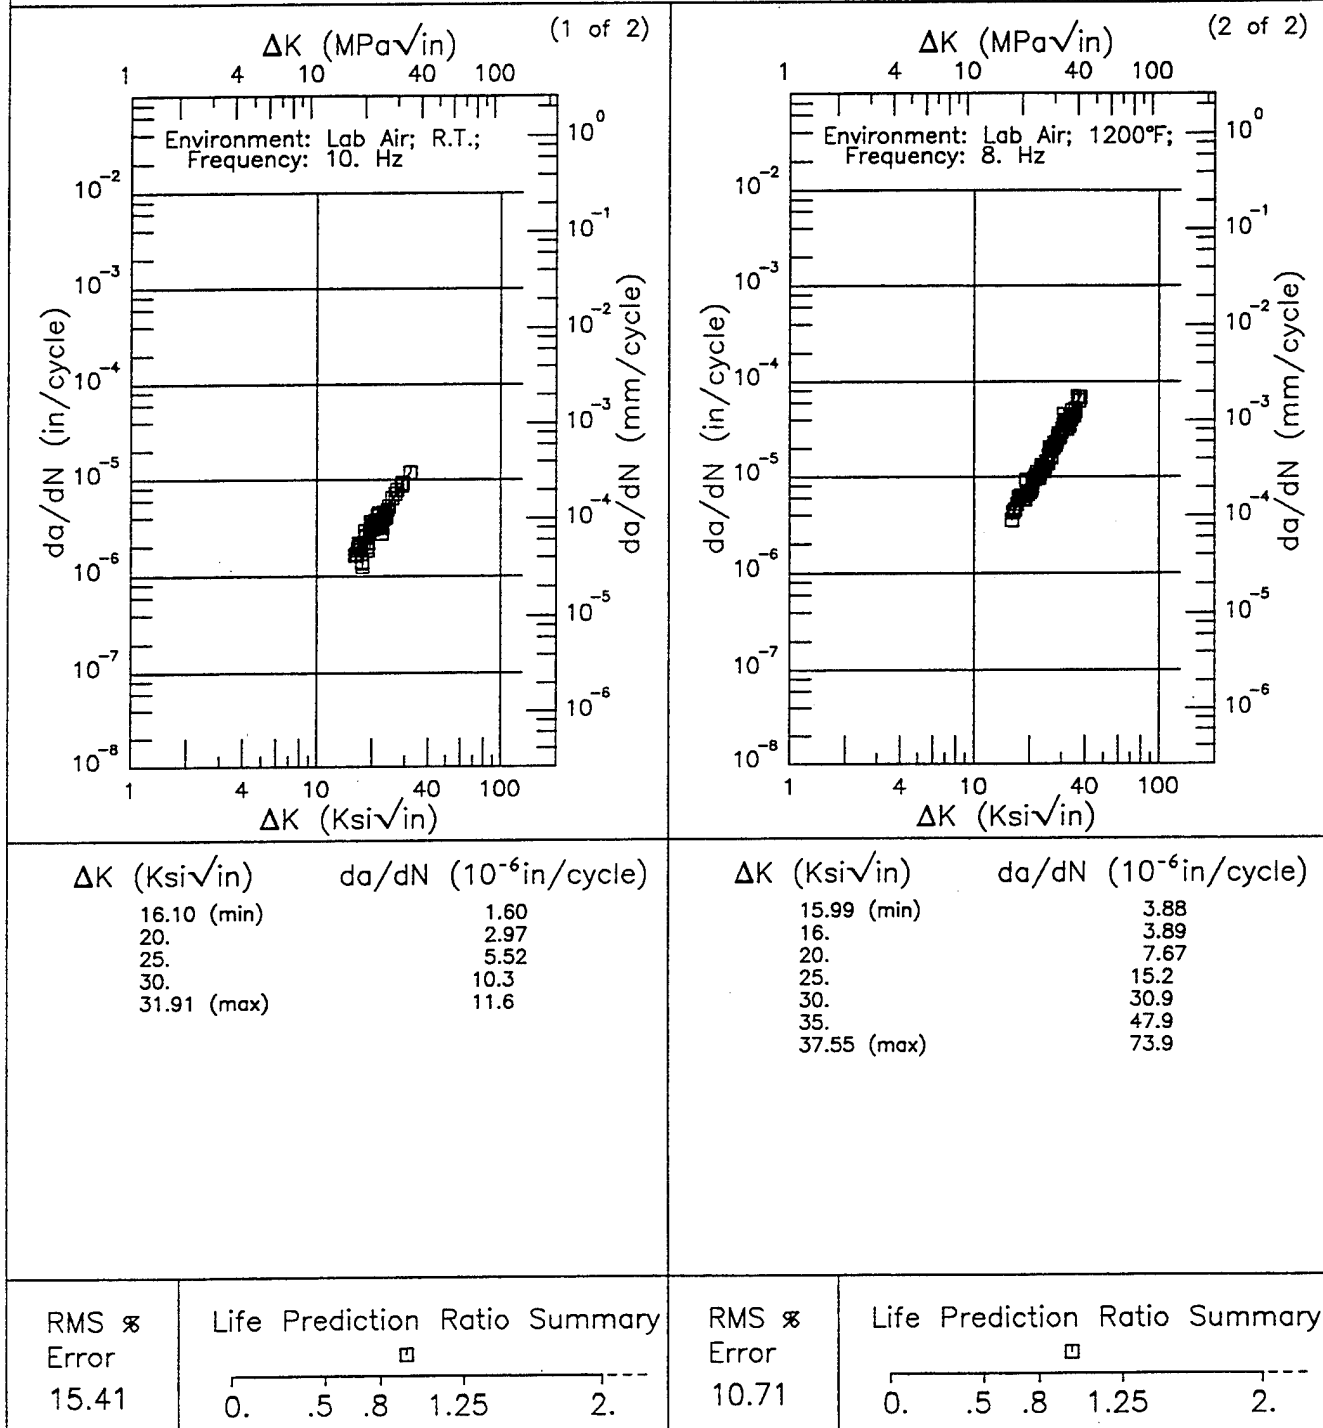 (1 of 2)
ΔK (MPa√in)
1 4 10 40 100
Environment: Lab Air; R.T.;
Frequency: 10. Hz
da/dN (in/cycle)
10⁻²
10⁻³
10⁻⁴
10⁻⁵
10⁻⁶
10⁻⁷
10⁻⁸
da/dN (mm/cycle)
10⁰
10⁻¹
10⁻²
10⁻³
10⁻⁴
10⁻⁵
10⁻⁶
1 4 10 40 100
ΔK (Ksi√in)
ΔK (Ksi√in) da/dN (10⁻⁶in/cycle)
16.10 (min) 1.60
20. 2.97
25. 5.52
30. 10.3
31.91 (max) 11.6
RMS %
Error
15.41
Life Prediction Ratio Summary
0. .5 .8 1.25 2.
(2 of 2)
ΔK (MPa√in)
1 4 10 40 100
Environment: Lab Air; 1200°F;
Frequency: 8. Hz
da/dN (in/cycle)
10⁻²
10⁻³
10⁻⁴
10⁻⁵
10⁻⁶
10⁻⁷
10⁻⁸
da/dN (mm/cycle)
10⁰
10⁻¹
10⁻²
10⁻³
10⁻⁴
10⁻⁵
10⁻⁶
1 4 10 40 100
ΔK (Ksi√in)
ΔK (Ksi√in) da/dN (10⁻⁶in/cycle)
15.99 (min) 3.88
16. 3.89
20. 7.67
25. 15.2
30. 30.9
35. 47.9
37.55 (max) 73.9
RMS %
Error
10.71
Life Prediction Ratio Summary
0. .5 .8 1.25 2.